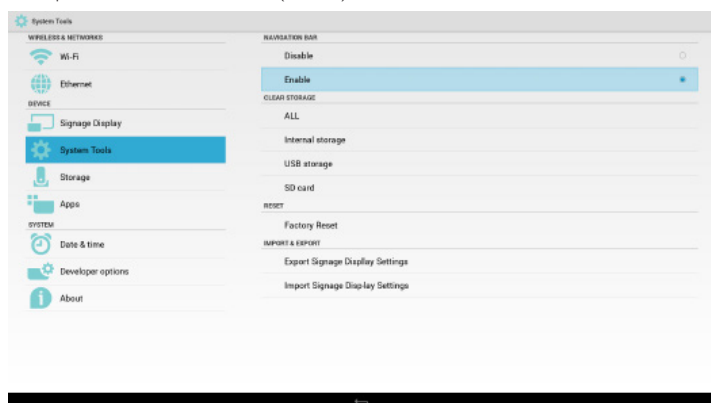 System Tools
WIRELESS & NETWORKS
Wi-Fi
Ethernet
DEVICE
Signage Display
System Tools
Storage
Apps
SYSTEM
Date & time
Developer options
About
NAVIGATION BAR
Disable
Enable
CLEAR STORAGE
ALL
Internal storage
USB storage
SD card
RESET
Factory Reset
IMPORT & EXPORT
Export Signage Display Settings
Import Signage Display Settings